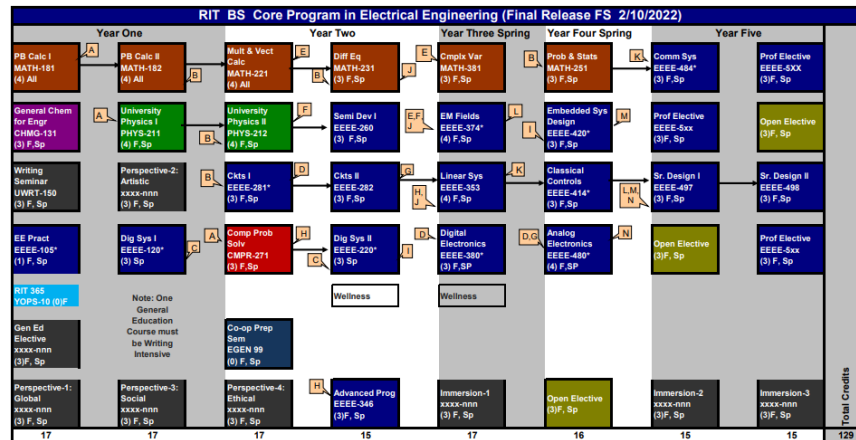 RIT BS Core Program in Electrical Engineering (Final Release FS 2/10/2022)
Year One
Year Two
Year Three Spring
Year Four Spring
Year Five
PB Calc I
MATH-181
(4) All
A
PB Calc II
MATH-182
(4) All
B
Mult & Vect
Calc
MATH-221
(4) All
E
B
Diff Eq
MATH-231
(3) F,Sp
J
E
Cmplx Var
MATH-381
(3) F,Sp
B
Prob & Stats
MATH-251
(3) F, Sp
K
Comm Sys
EEEE-484*
(3) F, Sp
Prof Elective
EEEE-5XX
(3)F, Sp
General Chem
for Engr
CHMG-131
(3) F, Sp
A
University
Physics I
PHYS-211
(4) F,Sp
B
University
Physics II
PHYS-212
(4) F,Sp
F
Semi Dev I
EEEE-260
(3) F,Sp
E,F,
J
EM Fields
EEEE-374*
(3) F,Sp
L
I
Embedded Sys
Design
EEEE-420*
(3) F, Sp
M
Prof Elective
EEEE-5xx
(3)F, Sp
Open Elective
(3)F, Sp
Writing
Seminar
UWRT-150
(3) F, Sp
Perspective-2:
Artistic
xxxx-nnn
(3) F, Sp
B
Ckts I
EEEE-281*
(3) F,Sp
D
Ckts II
EEEE-282
(3) F,Sp
G
H,
J
Linear Sys
EEEE-353
(4) F,Sp
K
Classical
Controls
EEEE-414*
(3) F, Sp
L,M,
N
Sr. Design I
EEEE-497
(3) F, Sp
Sr. Design II
EEEE-498
(3) F, Sp
EE Pract
EEEE-105*
(1) F, Sp
Dig Sys I
EEEE-120*
(3) Sp
C
A
Comp Prob
Solv
CMPR-271
(3) F,Sp
H
C
Dig Sys II
EEEE-220*
(3) Sp
I
D
Digital
Electronics
EEEE-380*
(3) F,SP
D,G
Analog
Electronics
EEEE-480*
(4) F,SP
N
Open Elective
(3)F, Sp
Prof Elective
EEEE-5xx
(3)F, Sp
RIT 365
YOPS-10 (0)F
Note: One
General
Education
Course must
be Writing
Intensive
Wellness
Wellness
Gen Ed
Elective
xxxx-nnn
(3)F, Sp
Co-op Prep
Sem
EGEN 99
(0) F, Sp
Perspective-1:
Global
xxxx-nnn
(3) F, Sp
Perspective-3:
Social
xxxx-nnn
(3) F, Sp
Perspective-4:
Ethical
xxxx-nnn
(3) F, Sp
H
Advanced Prog
EEEE-346
(3)F, Sp
Immersion-1
xxxx-nnn
(3) F, Sp
Open Elective
(3)F, Sp
Immersion-2
xxxx-nnn
(3) F, Sp
Immersion-3
xxxx-nnn
(3) F, Sp
Total Credits
17
17
17
15
17
16
15
15
129